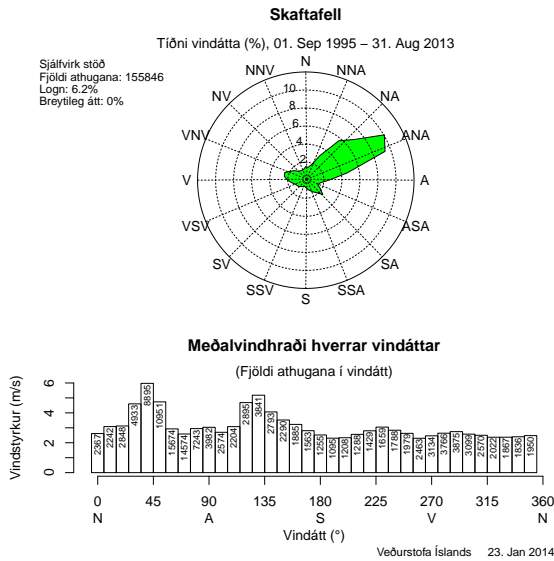 Skaftafell
Tíðni vindátta (%), 01. Sep 1995 – 31. Aug 2013
Sjálfvirk stöð
Fjöldi athugana: 155846
Logn: 6.2%
Breytileg átt: 0%
N
NNV NNA
NV NA
VNV ANA
V A
VSV ASA
SV SA
SSV SSA
S
10
8
6
4
2
Meðalvindhraði hverrar vindáttar
(Fjöldi athugana í vindátt)
Vindstyrkur (m/s)
6
4
2
0
2367 2242 2848 4933 8895 10951 15674 14574 7243 3982 2574 2204 2895 3841 2793 2290 1885 1563 1255 1095 1208 1288 1429 1659 1788 1979 2463 3134 3766 3875 3099 2570 2022 1867 1836 1950
0 45 90 135 180 225 270 315 360
N A S V N
Vindátt (°)
Veðurstofa Íslands 23. Jan 2014